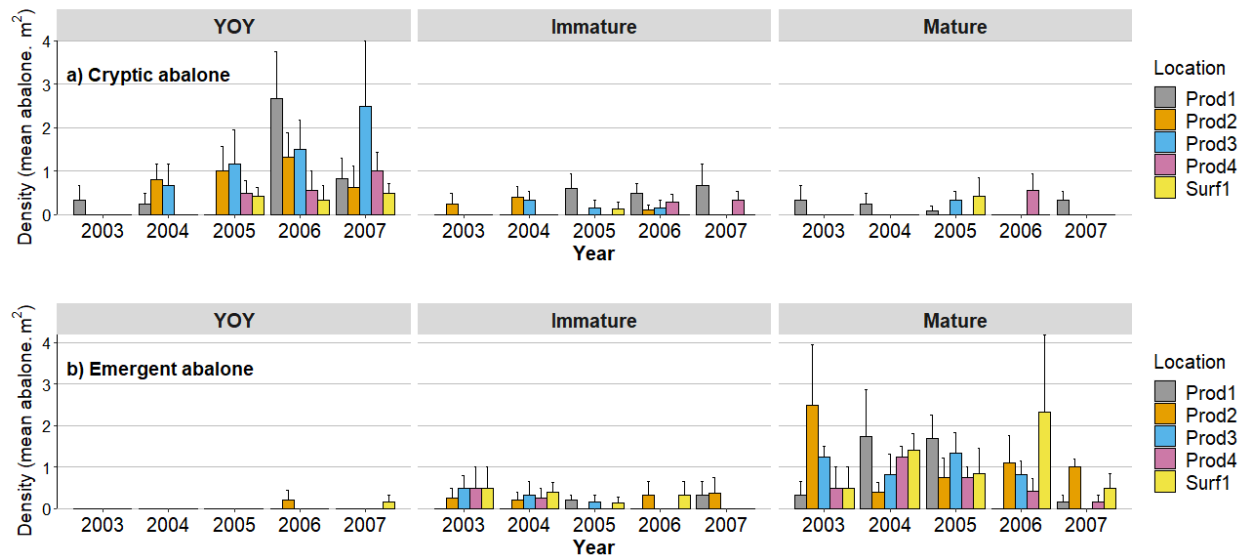 YOY Immature Mature
a) Cryptic abalone
Density (mean abalone. m²)
4
3
2
1
0
2003 2004 2005 2006 2007 2003 2004 2005 2006 2007 2003 2004 2005 2006 2007
Year
Location
Prod1
Prod2
Prod3
Prod4
Surf1
YOY Immature Mature
b) Emergent abalone
Density (mean abalone. m²)
4
3
2
1
0
2003 2004 2005 2006 2007 2003 2004 2005 2006 2007 2003 2004 2005 2006 2007
Year
Location
Prod1
Prod2
Prod3
Prod4
Surf1